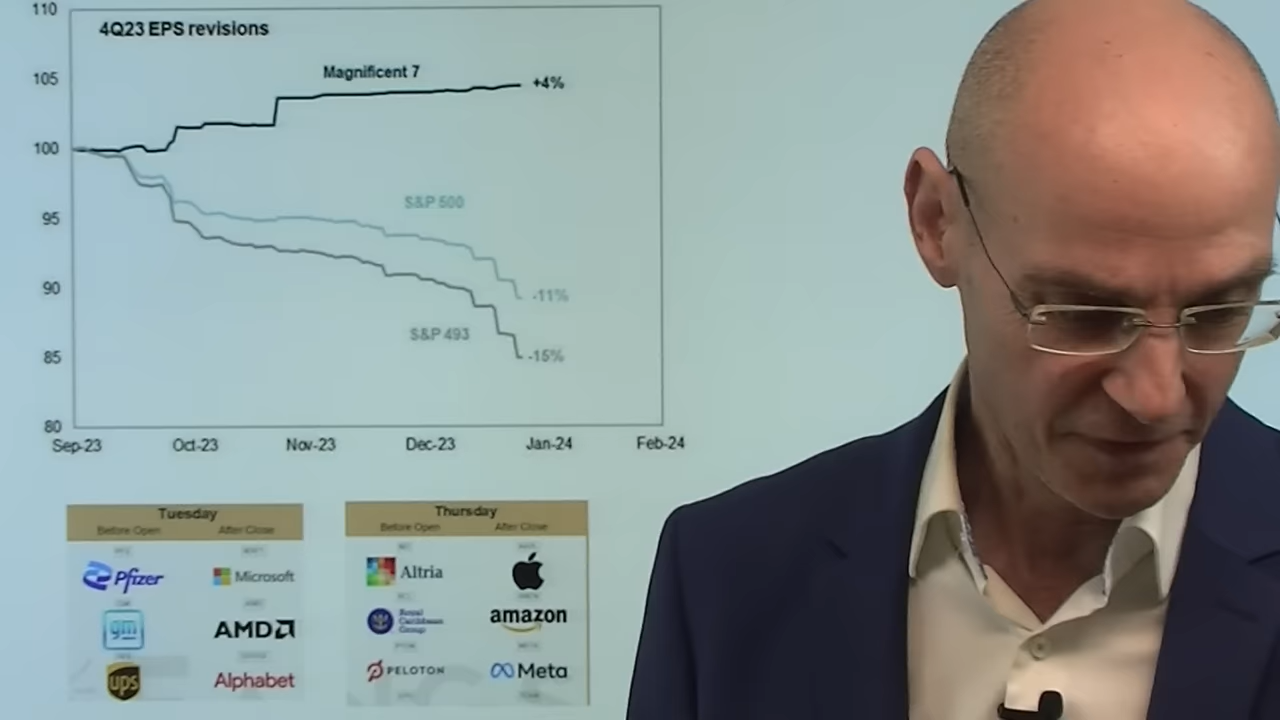 110
4Q23 EPS revisions
Magnificent 7
105
+4%
100
S&P 500
95
90
-11%
S&P 493
85
-15%
80
Sep-23 Oct-23 Nov-23 Dec-23 Jan-24 Feb-24
Tuesday
Before Open After Close
Pfizer Microsoft
gm AMD
ups Alphabet
Thursday
Before Open After Close
Altria
Royal
Caribbean
Group
amazon
PELOTON Meta